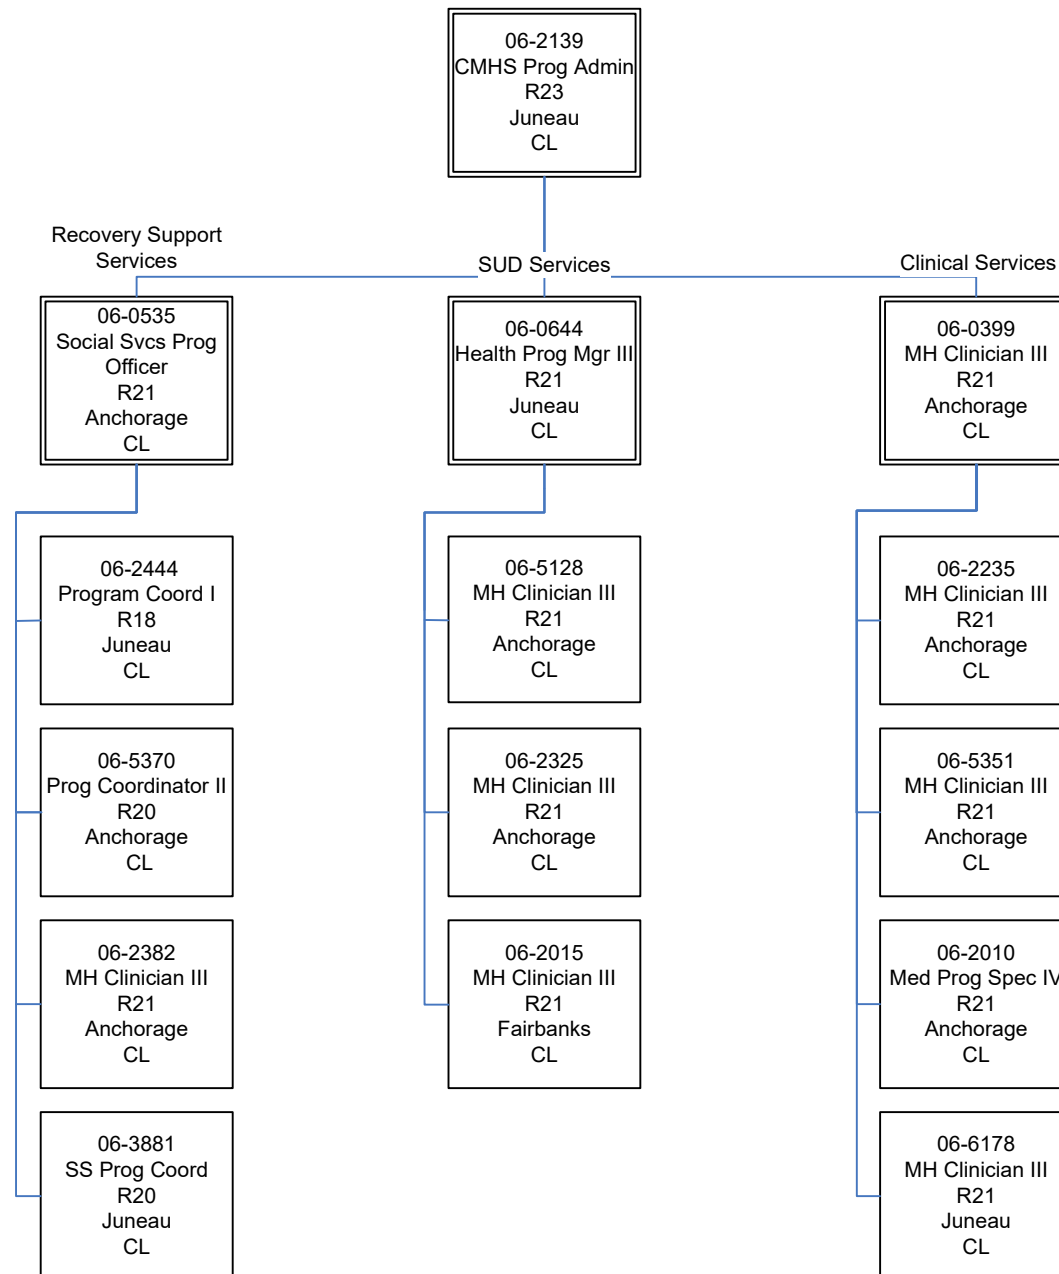 06-2139
CMHS Prog Admin
R23
Juneau
CL
Recovery Support
Services
SUD Services
Clinical Services
06-0535
Social Svcs Prog
Officer
R21
Anchorage
CL
06-0644
Health Prog Mgr III
R21
Juneau
CL
06-0399
MH Clinician III
R21
Anchorage
CL
06-2444
Program Coord I
R18
Juneau
CL
06-5128
MH Clinician III
R21
Anchorage
CL
06-2235
MH Clinician III
R21
Anchorage
CL
06-5370
Prog Coordinator II
R20
Anchorage
CL
06-2325
MH Clinician III
R21
Anchorage
CL
06-5351
MH Clinician III
R21
Anchorage
CL
06-2382
MH Clinician III
R21
Anchorage
CL
06-2015
MH Clinician III
R21
Fairbanks
CL
06-2010
Med Prog Spec IV
R21
Anchorage
CL
06-3881
SS Prog Coord
R20
Juneau
CL
06-6178
MH Clinician III
R21
Juneau
CL